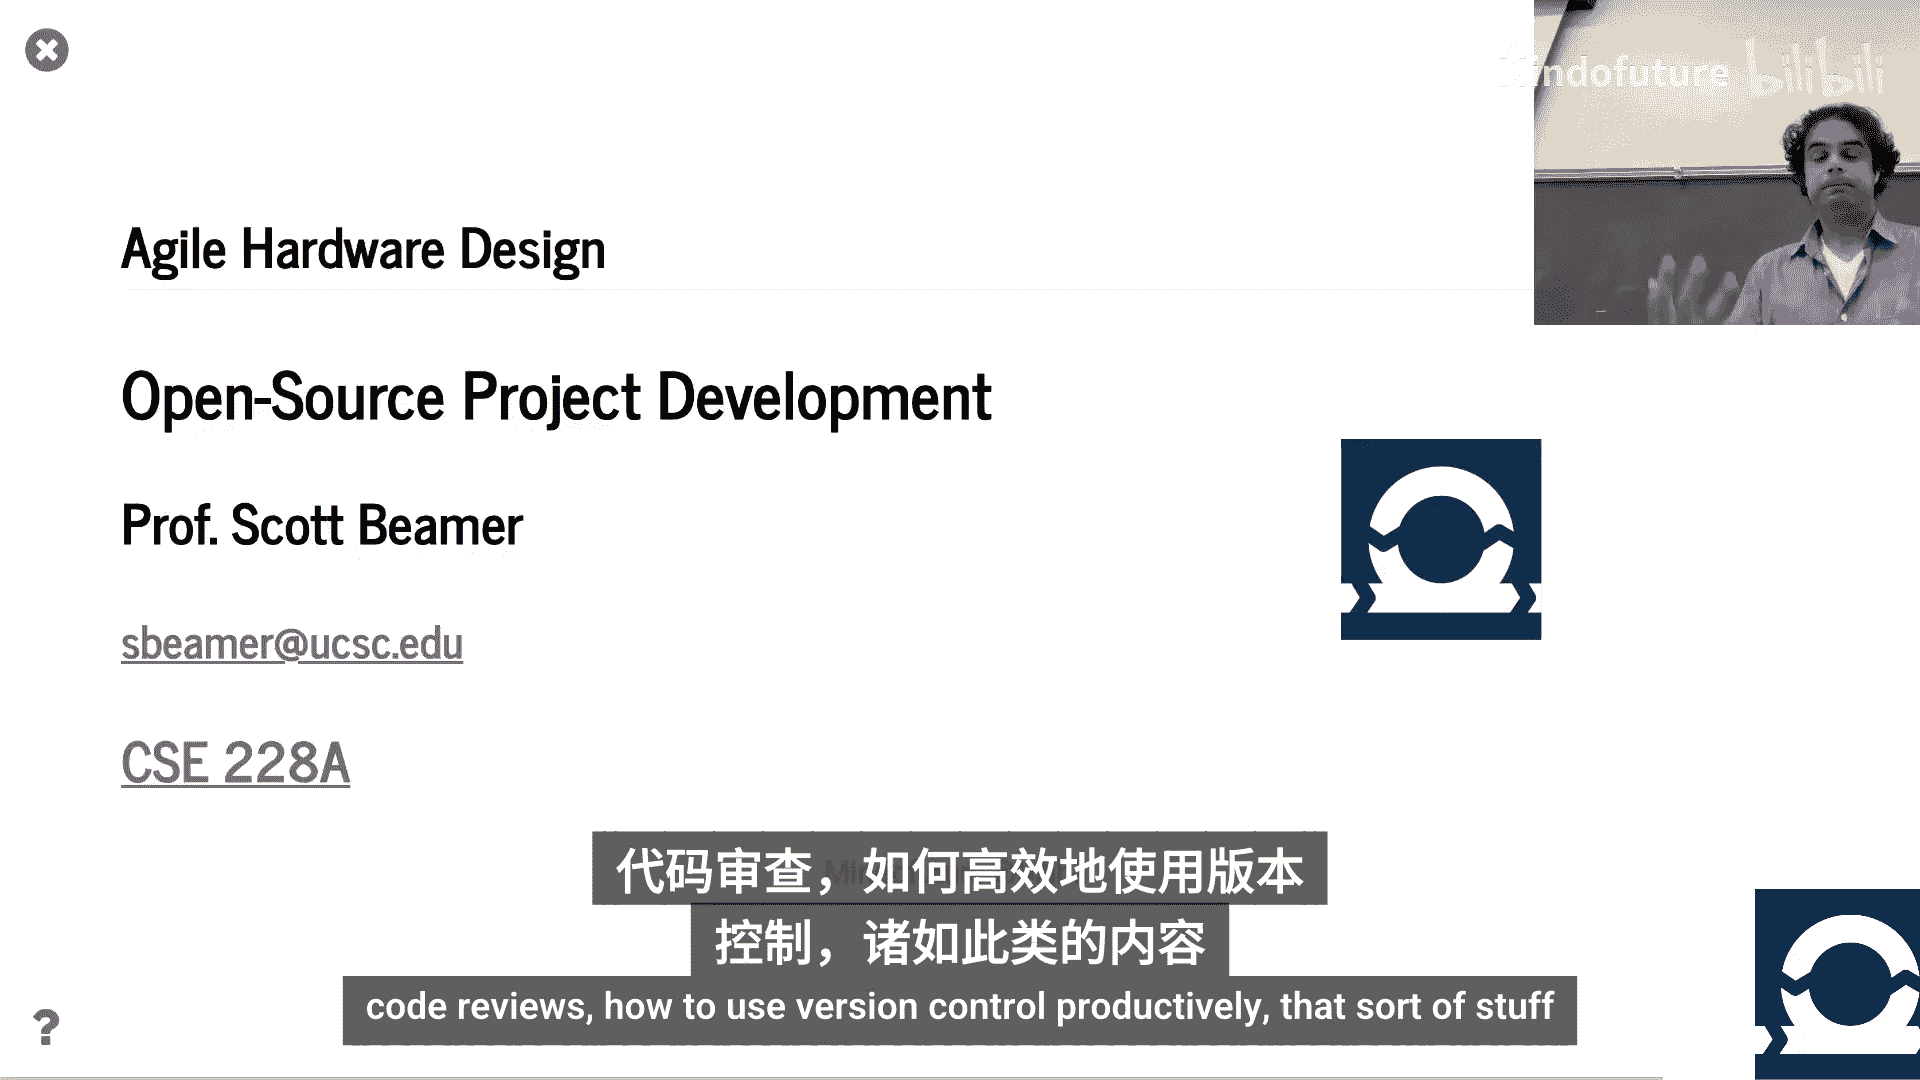 indofuture bilibili
Agile Hardware Design
Open-Source Project Development
Prof. Scott Beamer
sbeamer@ucsc.edu
CSE 228A
代码审查，如何高效地使用版本
控制，诸如此类的内容
code reviews, how to use version control productively, that sort of stuff
?